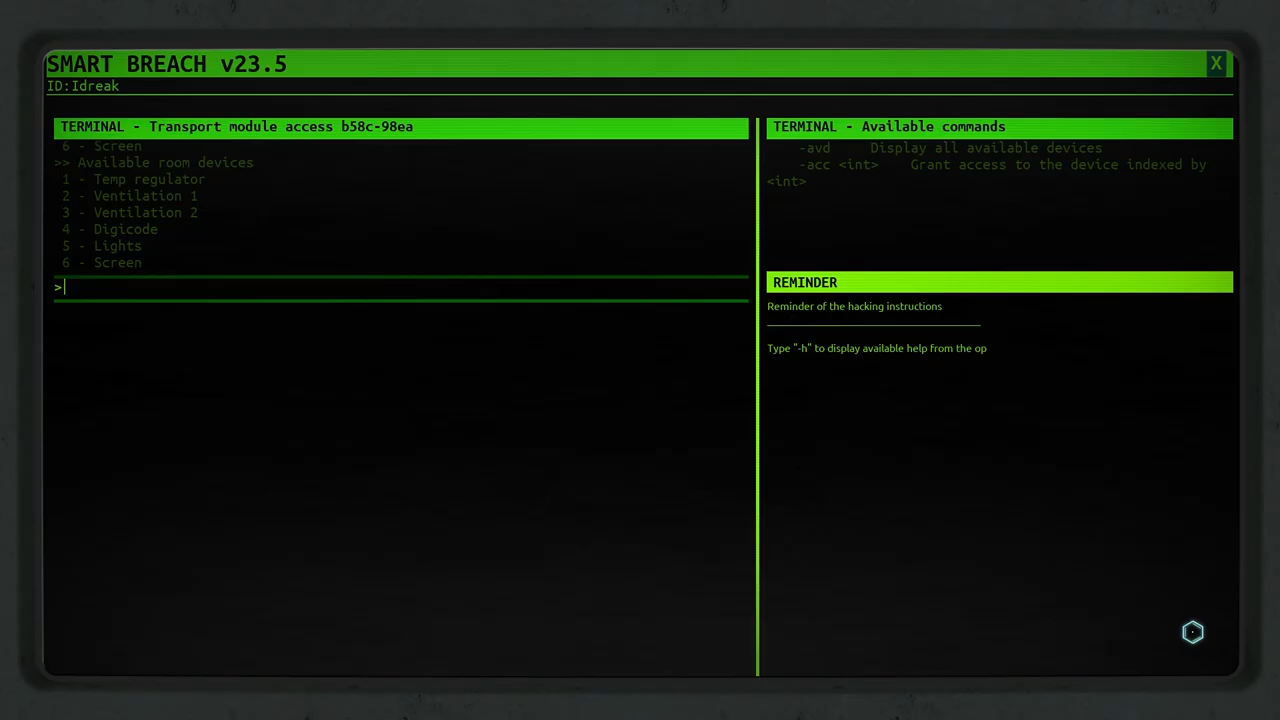 SMART BREACH v23.5
X
ID:Idreak
TERMINAL - Transport module access b58c-98ea
6 - Screen
>> Available room devices
1 - Temp regulator
2 - Ventilation 1
3 - Ventilation 2
4 - Digicode
5 - Lights
6 - Screen
>
TERMINAL - Available commands
-avd Display all available devices
-acc <int> Grant access to the device indexed by
<int>
REMINDER
Reminder of the hacking instructions
Type "-h" to display available help from the op